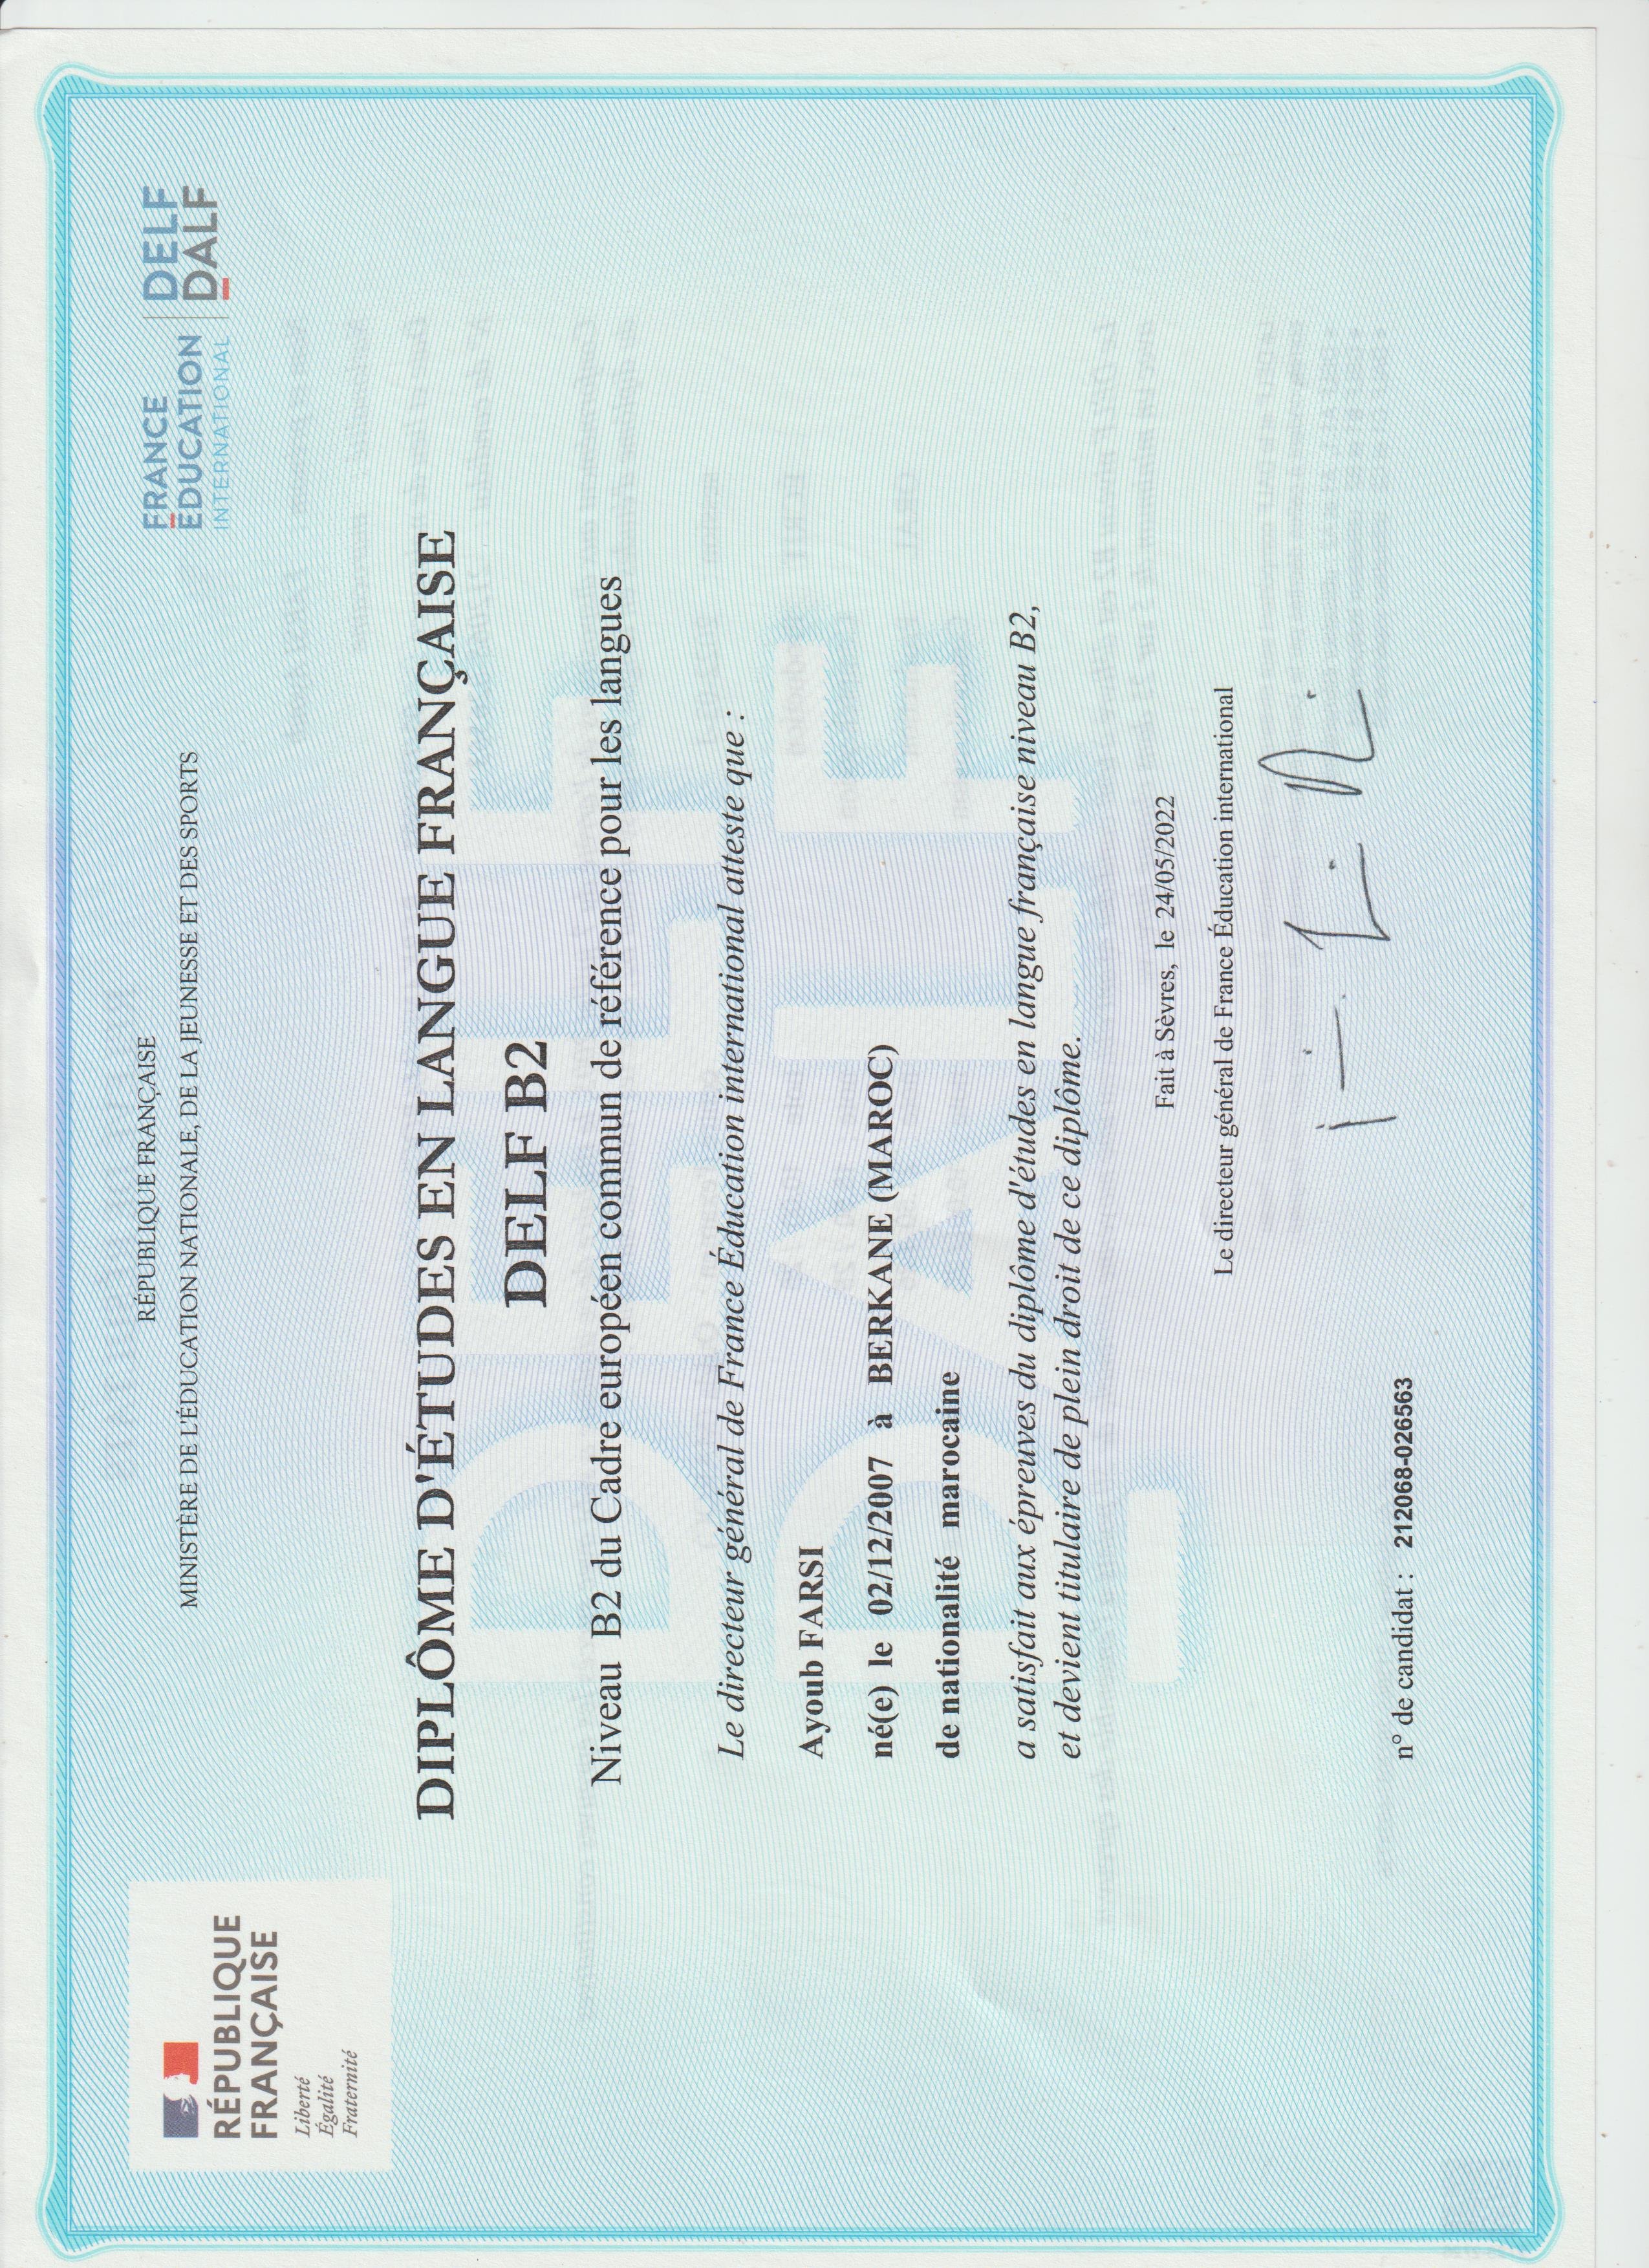 RÉPUBLIQUE FRANÇAISE
MINISTÈRE DE L'ÉDUCATION NATIONALE, DE LA JEUNESSE ET DES SPORTS
RÉPUBLIQUE
FRANÇAISE
Liberté
Égalité
Fraternité
FRANCE
EDUCATION
INTERNATIONAL
DELF
DALF
DIPLÔME D'ÉTUDES EN LANGUE FRANÇAISE
DELF B2
Niveau B2 du Cadre européen commun de référence pour les langues
DELF
DALF
Le directeur général de France Éducation international atteste que :
Ayoub FARSI
né(e) le 02/12/2007 à BERKANE (MAROC)
de nationalité marocaine
a satisfait aux épreuves du diplôme d'études en langue française niveau B2,
et devient titulaire de plein droit de ce diplôme.
Fait à Sèvres, le 24/05/2022
Le directeur général de France Éducation international
n° de candidat : 212068-026563